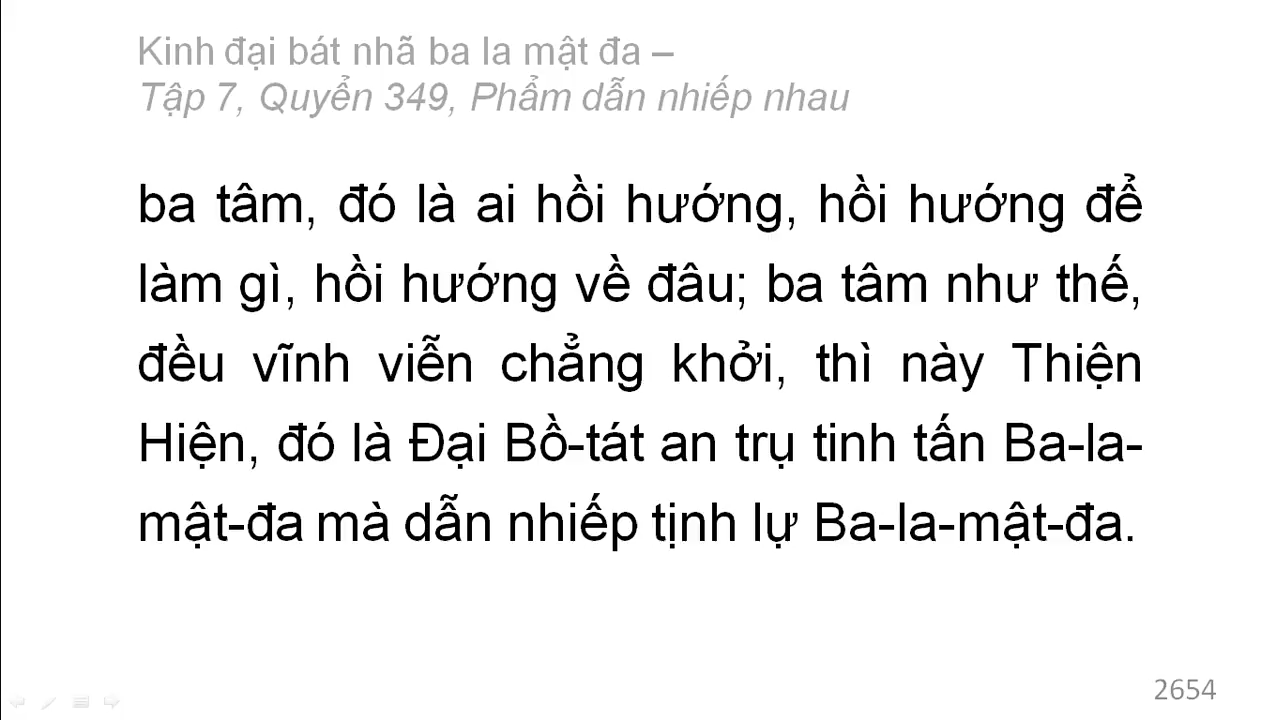 Kinh đại bát nhã ba la mật đa –
Tập 7, Quyển 349, Phẩm dẫn nhiếp nhau
ba tâm, đó là ai hồi hướng, hồi hướng để
làm gì, hồi hướng về đâu; ba tâm như thế,
đều vĩnh viễn chẳng khởi, thì này Thiện
Hiện, đó là Đại Bồ-tát an trụ tinh tấn Ba-la-
mật-đa mà dẫn nhiếp tịnh lự Ba-la-mật-đa.
2654